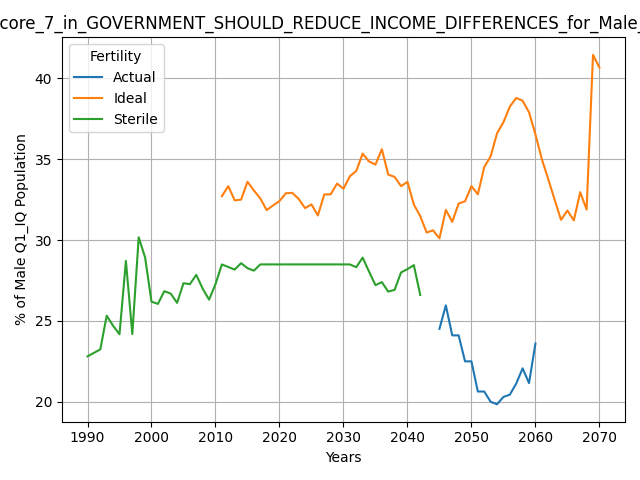 core_7_in_GOVERNMENT_SHOULD_REDUCE_INCOME_DIFFERENCES_for_Male_
Fertility
Actual
Ideal
Sterile
% of Male Q1_IQ Population
40
35
30
25
20
1990 2000 2010 2020 2030 2040 2050 2060 2070
Years